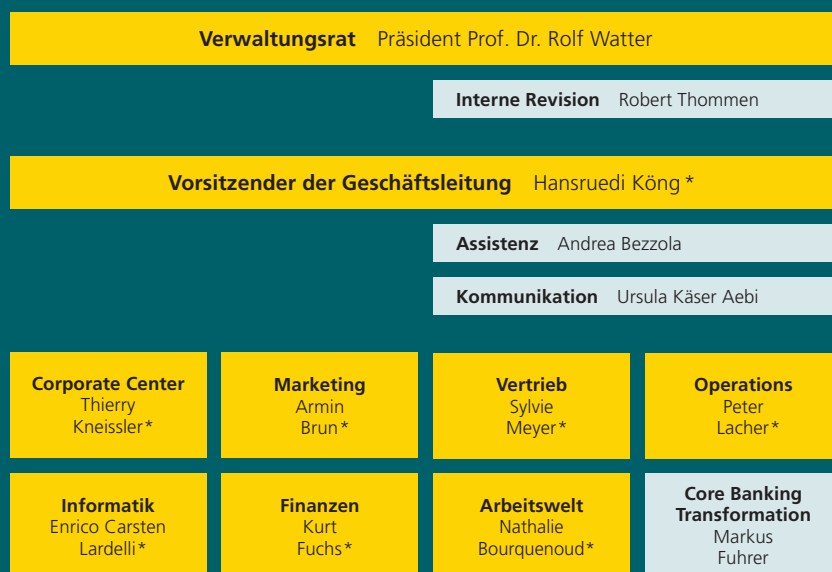 Verwaltungsrat Präsident Prof. Dr. Rolf Watter
Interne Revision Robert Thommen
Vorsitzender der Geschäftsleitung Hansruedi Köng *
Assistenz Andrea Bezzola
Kommunikation Ursula Käser Aebi
Corporate Center
Thierry
Kneissler *
Marketing
Armin
Brun *
Vertrieb
Sylvie
Meyer *
Operations
Peter
Lacher *
Informatik
Enrico Carsten
Lardelli *
Finanzen
Kurt
Fuchs *
Arbeitswelt
Nathalie
Bourquenoud *
Core Banking
Transformation
Markus
Fuhrer